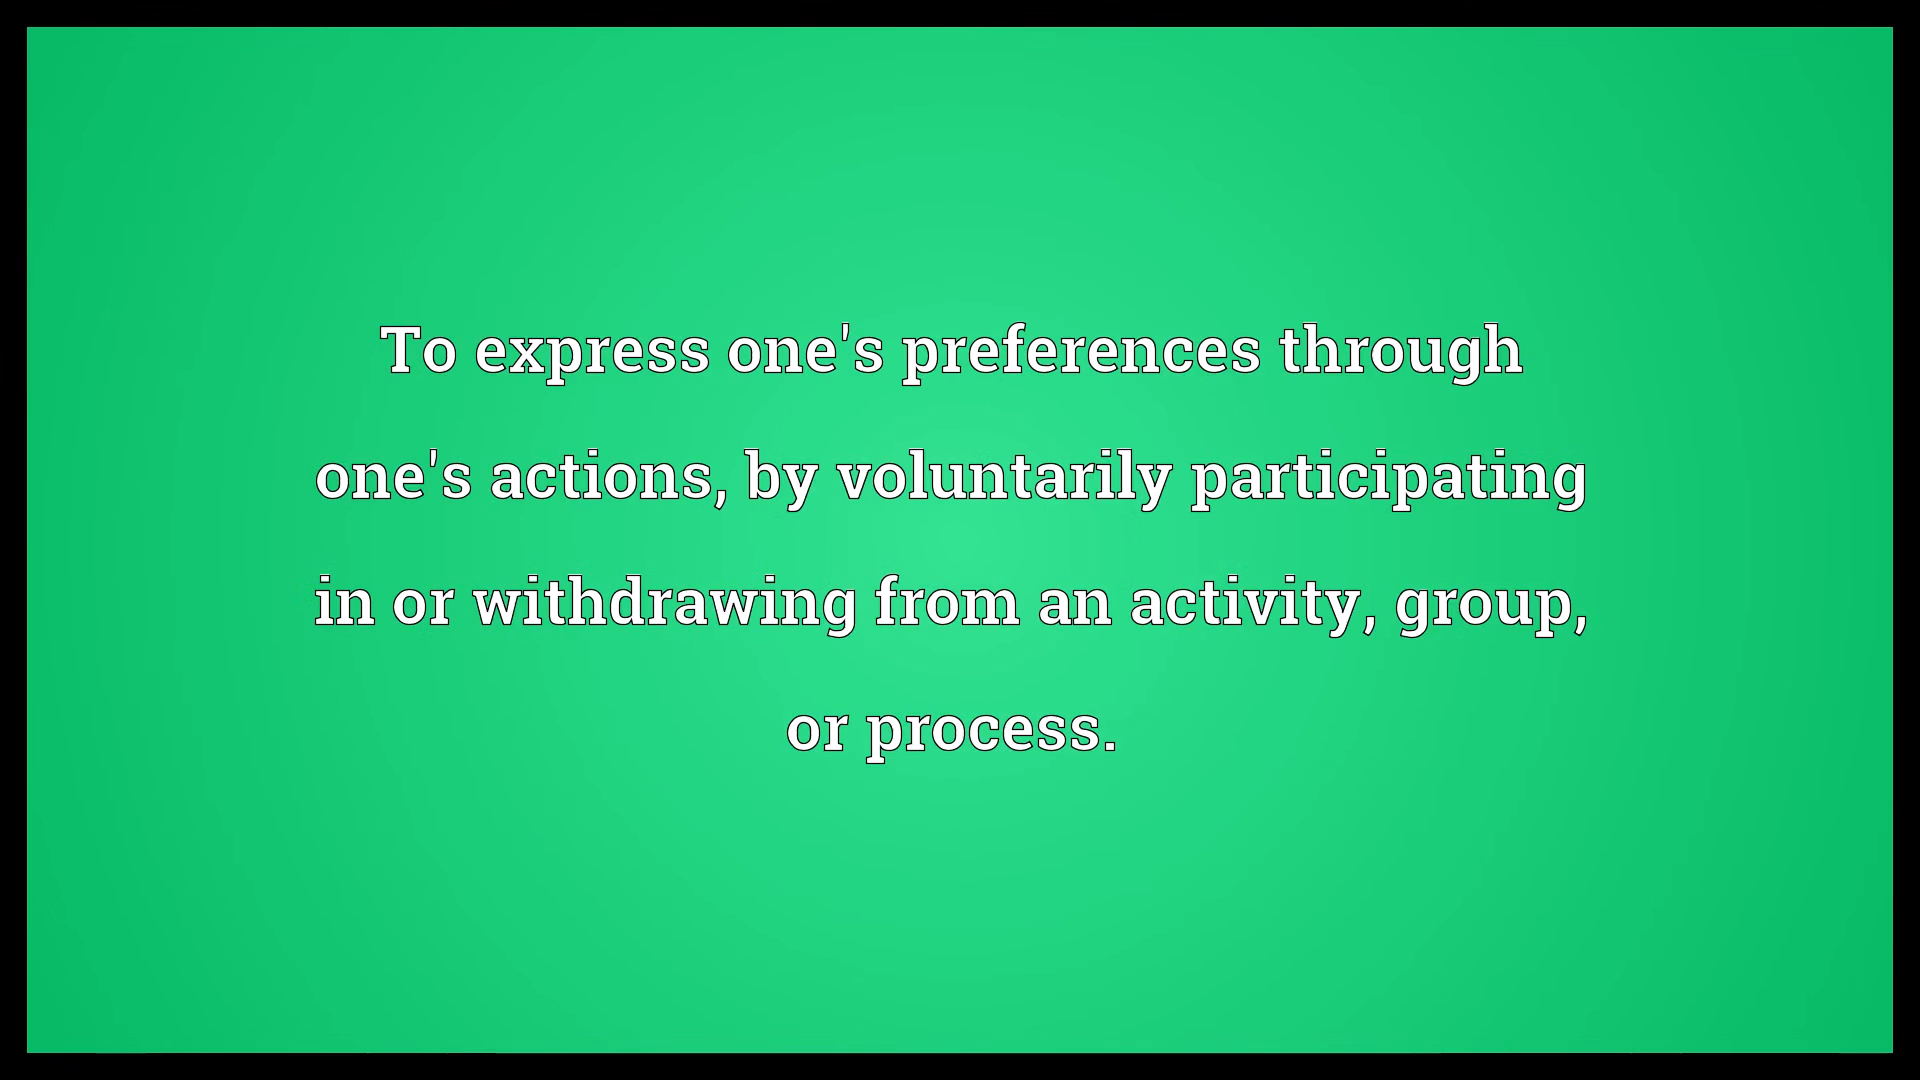 To express one's preferences through
one's actions, by voluntarily participating
in or withdrawing from an activity, group,
or process.